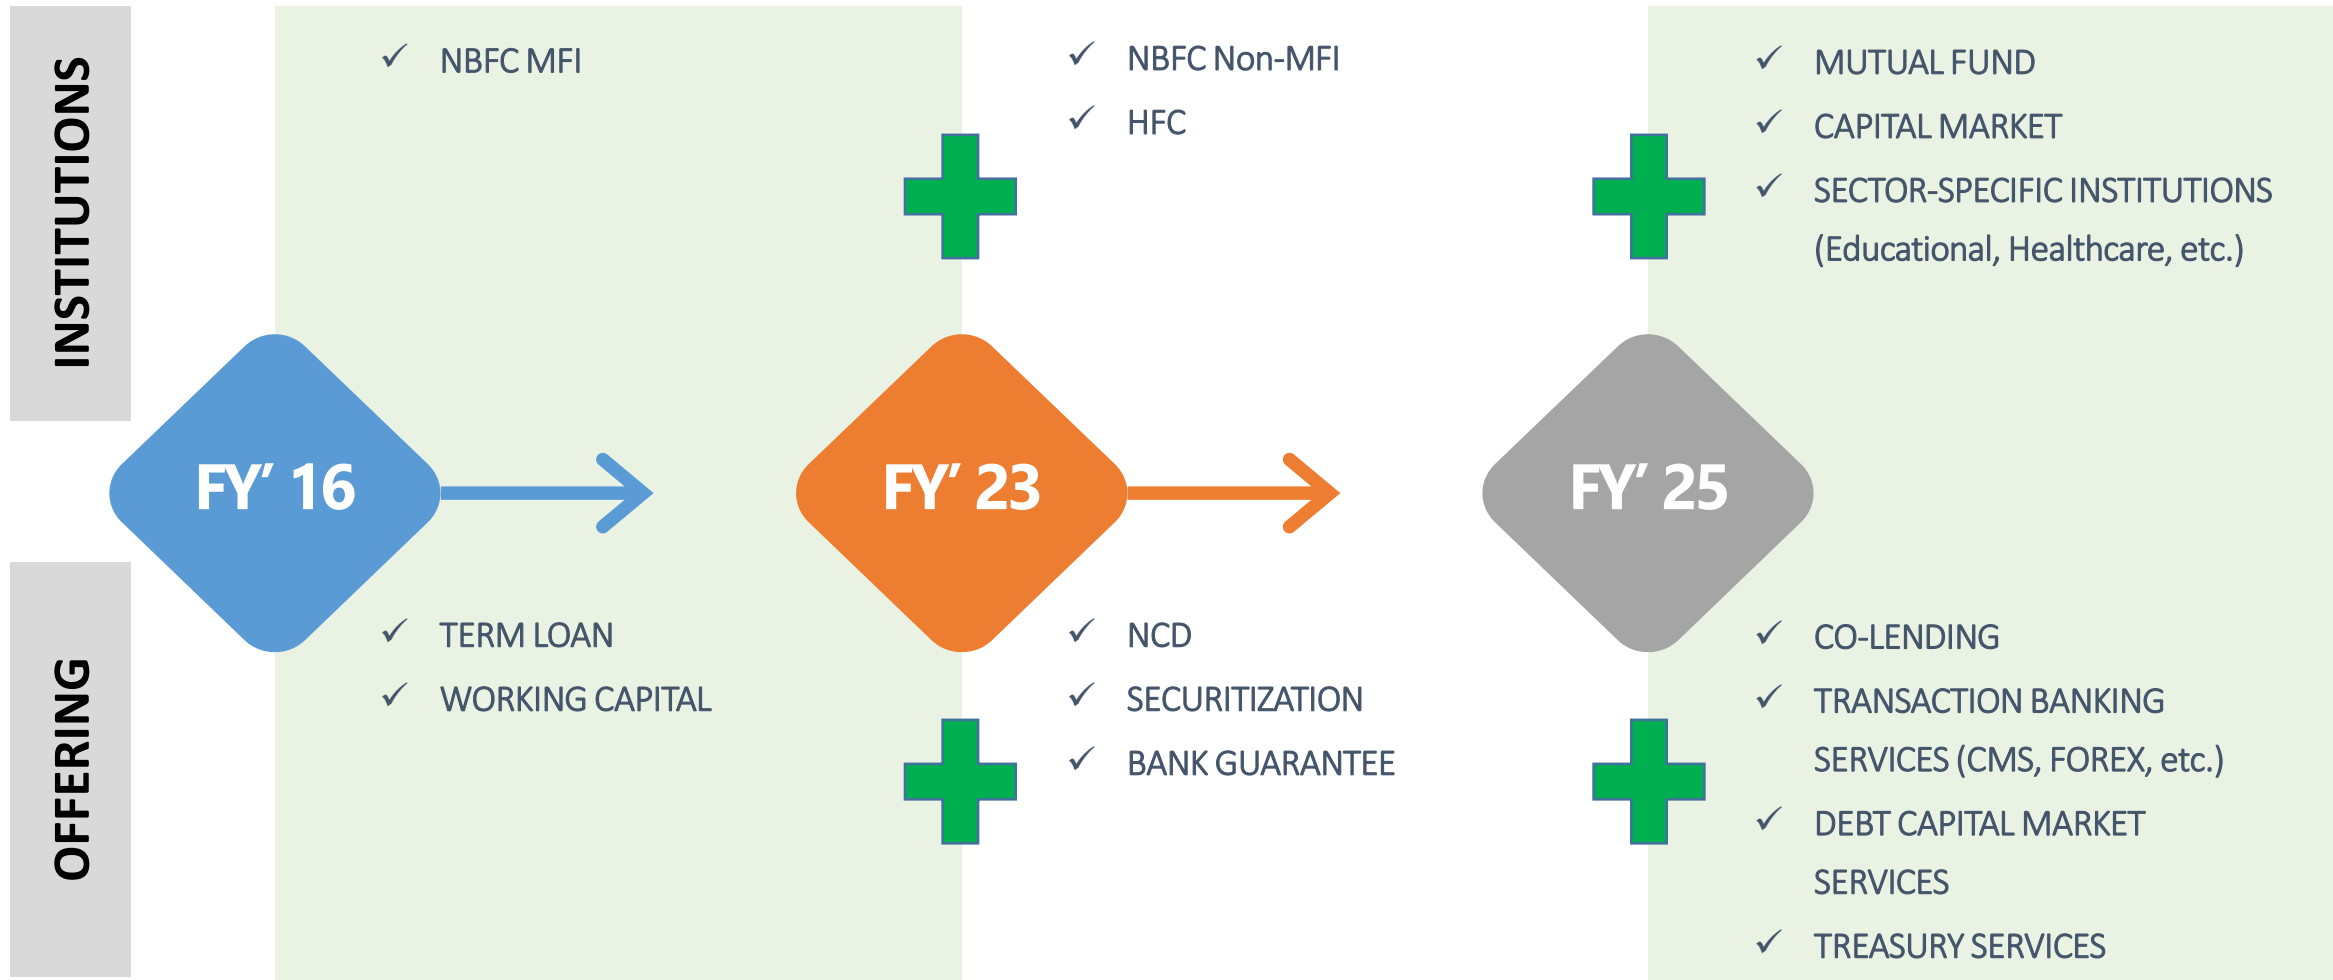 INSTITUTIONS
NBFC MFI
NBFC Non-MFI
HFC
MUTUAL FUND
CAPITAL MARKET
SECTOR-SPECIFIC INSTITUTIONS
(Educational, Healthcare, etc.)
FY’ 16
FY’ 23
FY’ 25
OFFERING
TERM LOAN
WORKING CAPITAL
NCD
SECURITIZATION
BANK GUARANTEE
CO-LENDING
TRANSACTION BANKING
SERVICES (CMS, FOREX, etc.)
DEBT CAPITAL MARKET
SERVICES
TREASURY SERVICES